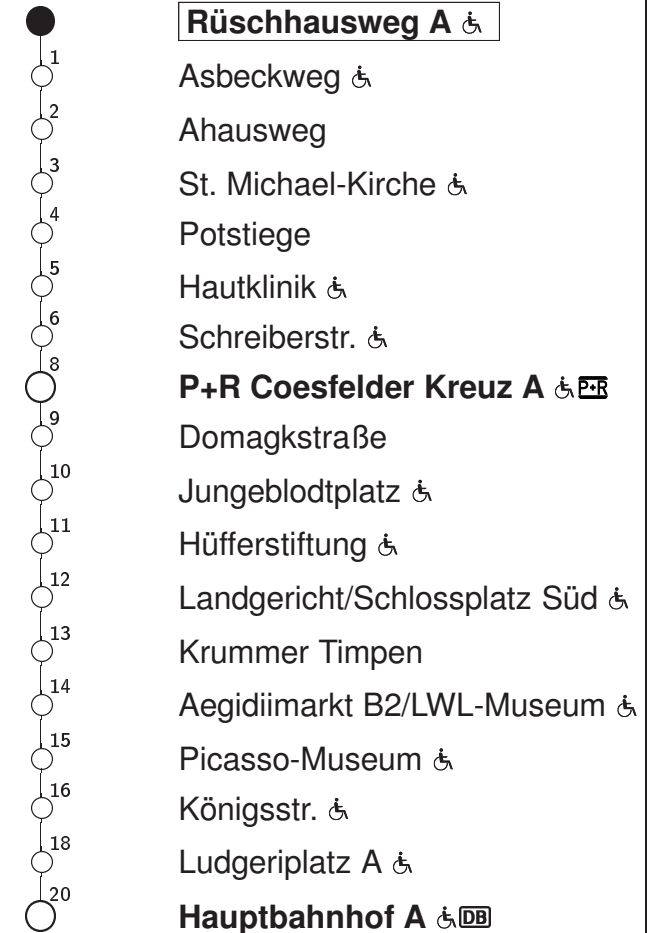 Rüschhausweg A
1 Asbeckweg
2 Ahausweg
3 St. Michael-Kirche
4 Potstiege
5 Hautklinik
6 Schreiberstr.
8 P+R Coesfelder Kreuz A P+R
9 Domagkstraße
10 Jungeblodtplatz
11 Hüfferstiftung
12 Landgericht/Schlossplatz Süd
13 Krummer Timpen
14 Aegidiimarkt B2/LWL-Museum
15 Picasso-Museum
16 Königsstr.
18 Ludgeriplatz A
20 Hauptbahnhof A DB